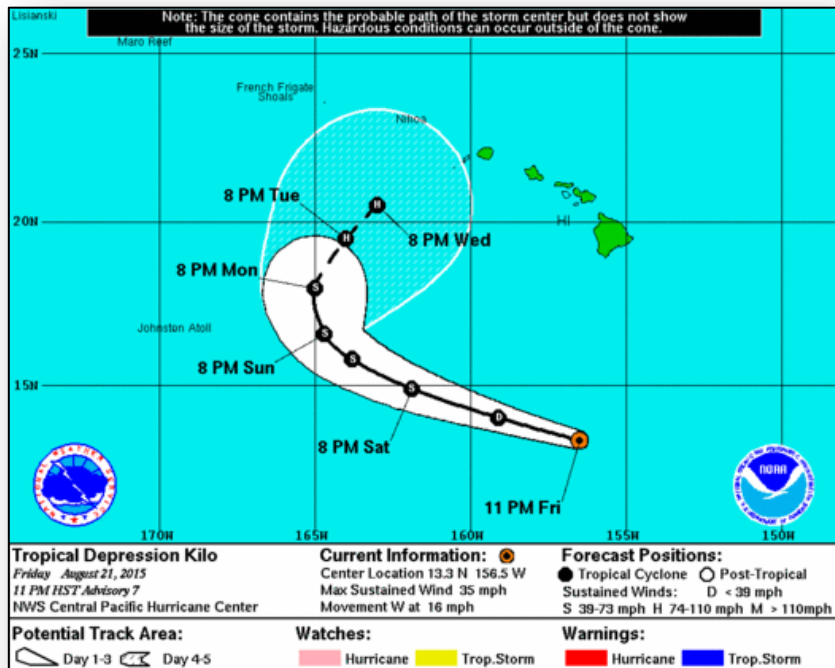 Note: The cone contains the probable path of the storm center but does not show
the size of the storm. Hazardous conditions can occur outside of the cone.
Lisianski
Maro Reef
25N
French Frigate
Shoals
Nihoa
8 PM Tue
20N
HI
8 PM Wed
8 PM Mon
H
H
S
Johnston Atoll
S
8 PM Sun
S
15N
S
D
8 PM Sat
11 PM Fri
NATIONAL WEATHER SERVICE
NOAA
170W
165W
160W
155W
150W
Tropical Depression Kilo
Friday August 21, 2015
11 PM HST Advisory 7
NWS Central Pacific Hurricane Center
Current Information:
Center Location 13.3 N 156.5 W
Max Sustained Wind 35 mph
Movement W at 16 mph
Forecast Positions:
Tropical Cyclone Post-Tropical
Sustained Winds: D < 39 mph
S 39-73 mph H 74-110 mph M > 110mph
Potential Track Area:
Day 1-3 Day 4-5
Watches:
Hurricane Trop.Storm
Warnings:
Hurricane Trop.Storm